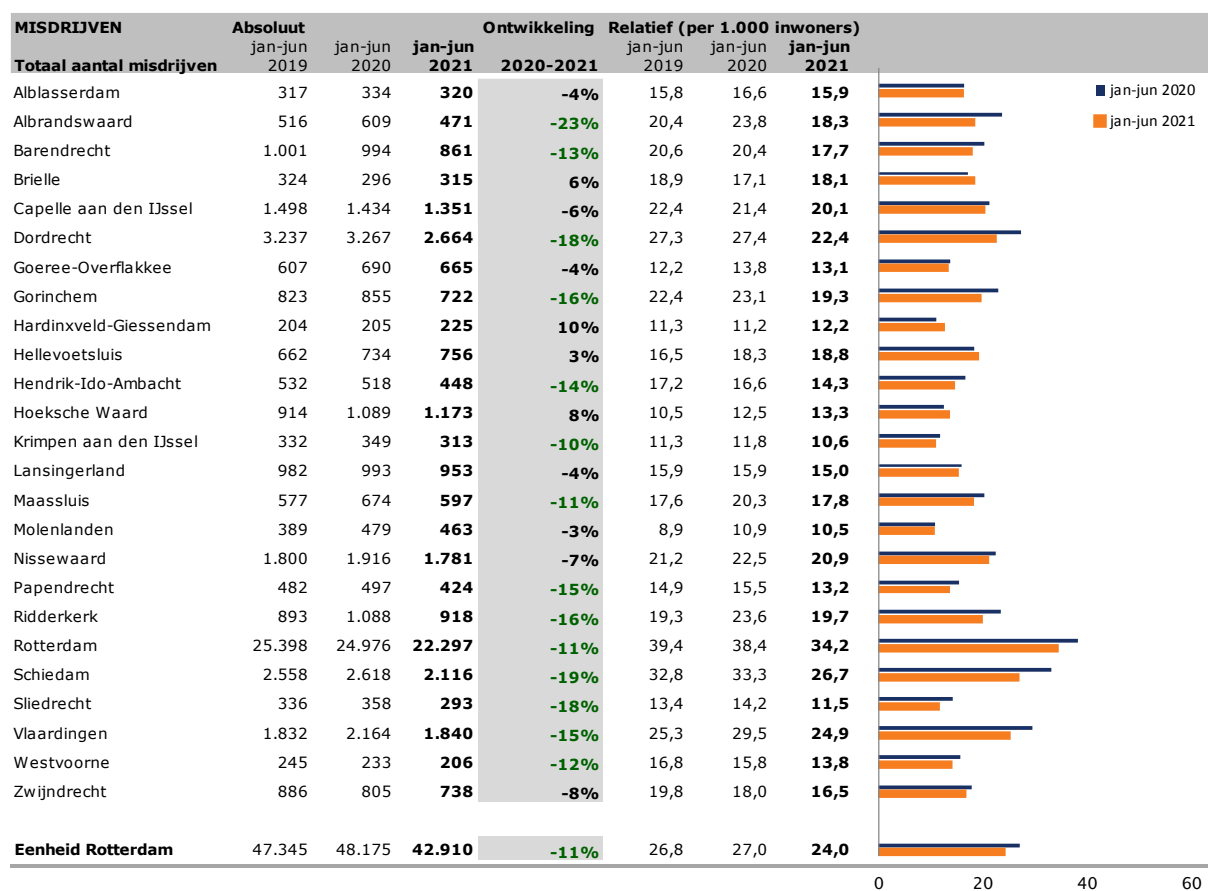 MISDRIJVEN Absoluut Ontwikkeling Relatief (per 1.000 inwoners)
jan-jun jan-jun jan-jun jan-jun jan-jun jan-jun
Totaal aantal misdrijven 2019 2020 2021 2020-2021 2019 2020 2021
Alblasserdam 317 334 320 -4% 15,8 16,6 15,9 jan-jun 2020
Albrandswaard 516 609 471 -23% 20,4 23,8 18,3 jan-jun 2021
Barendrecht 1.001 994 861 -13% 20,6 20,4 17,7
Brielle 324 296 315 6% 18,9 17,1 18,1
Capelle aan den IJssel 1.498 1.434 1.351 -6% 22,4 21,4 20,1
Dordrecht 3.237 3.267 2.664 -18% 27,3 27,4 22,4
Goeree-Overflakkee 607 690 665 -4% 12,2 13,8 13,1
Gorinchem 823 855 722 -16% 22,4 23,1 19,3
Hardinxveld-Giessendam 204 205 225 10% 11,3 11,2 12,2
Hellevoetsluis 662 734 756 3% 16,5 18,3 18,8
Hendrik-Ido-Ambacht 532 518 448 -14% 17,2 16,6 14,3
Hoeksche Waard 914 1.089 1.173 8% 10,5 12,5 13,3
Krimpen aan den IJssel 332 349 313 -10% 11,3 11,8 10,6
Lansingerland 982 993 953 -4% 15,9 15,9 15,0
Maassluis 577 674 597 -11% 17,6 20,3 17,8
Molenlanden 389 479 463 -3% 8,9 10,9 10,5
Nissewaard 1.800 1.916 1.781 -7% 21,2 22,5 20,9
Papendrecht 482 497 424 -15% 14,9 15,5 13,2
Ridderkerk 893 1.088 918 -16% 19,3 23,6 19,7
Rotterdam 25.398 24.976 22.297 -11% 39,4 38,4 34,2
Schiedam 2.558 2.618 2.116 -19% 32,8 33,3 26,7
Sliedrecht 336 358 293 -18% 13,4 14,2 11,5
Vlaardingen 1.832 2.164 1.840 -15% 25,3 29,5 24,9
Westvoorne 245 233 206 -12% 16,8 15,8 13,8
Zwijndrecht 886 805 738 -8% 19,8 18,0 16,5
Eenheid Rotterdam 47.345 48.175 42.910 -11% 26,8 27,0 24,0
0 20 40 60